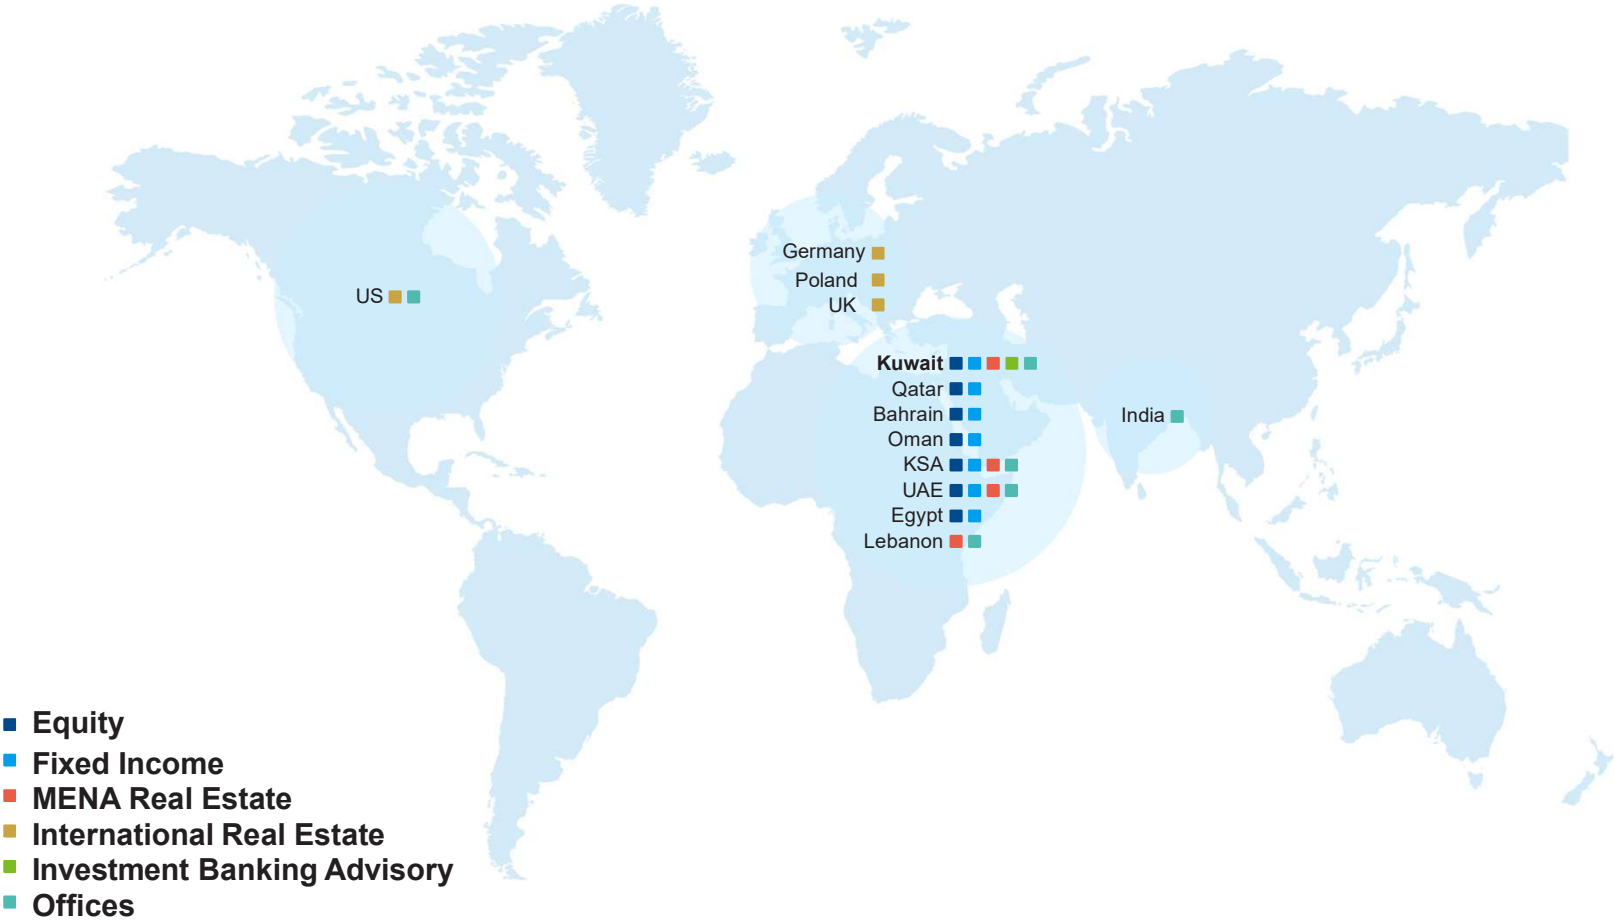 Germany
Poland
UK
US
Kuwait
Qatar
Bahrain
Oman
KSA
UAE
Egypt
Lebanon
India
Equity
Fixed Income
MENA Real Estate
International Real Estate
Investment Banking Advisory
Offices